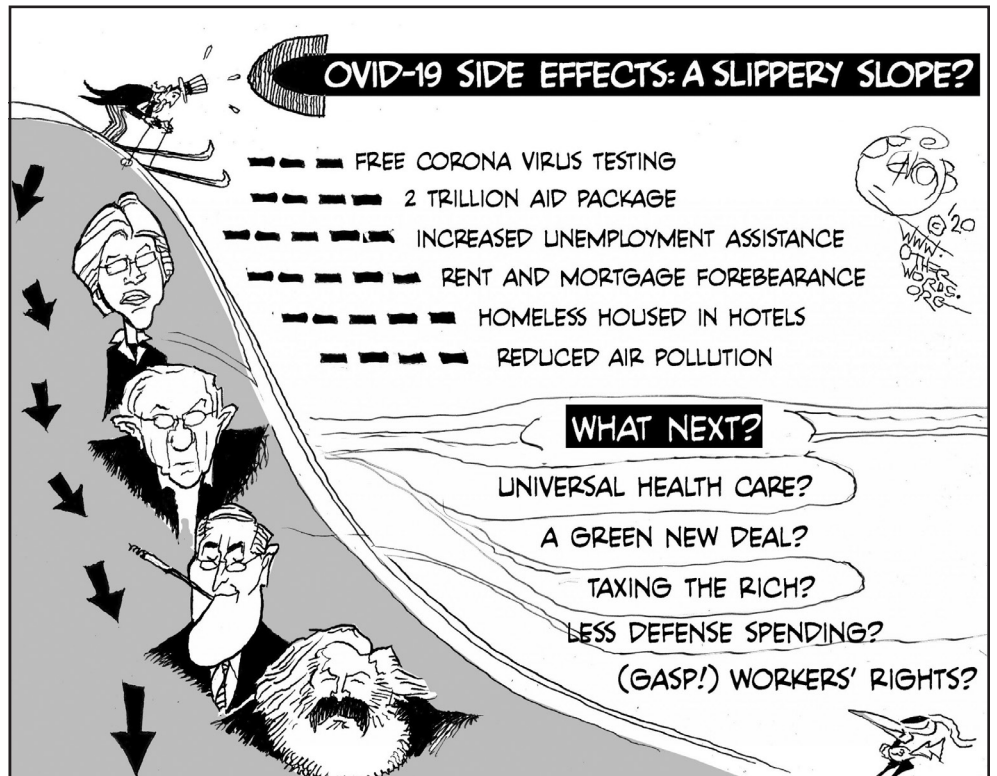 COVID-19 SIDE EFFECTS: A SLIPPERY SLOPE?
FREE CORONA VIRUS TESTING
2 TRILLION AID PACKAGE
INCREASED UNEMPLOYMENT ASSISTANCE
RENT AND MORTGAGE FOREBEARANCE
HOMELESS HOUSED IN HOTELS
REDUCED AIR POLLUTION
©'20
WWW.
OTHER
WORDS.
ORG
WHAT NEXT?
UNIVERSAL HEALTH CARE?
A GREEN NEW DEAL?
TAXING THE RICH?
LESS DEFENSE SPENDING?
(GASP!) WORKERS' RIGHTS?